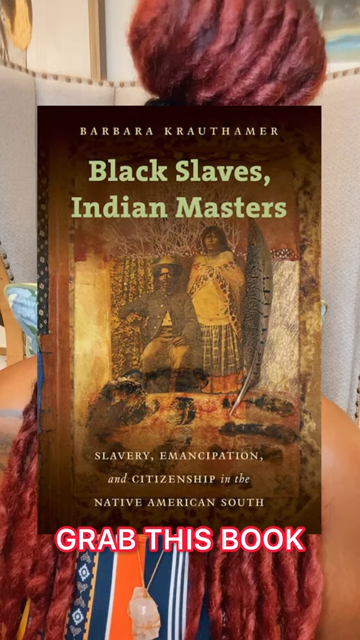 BARBARA KRAUTHAMER
Black Slaves,
Indian Masters
SLAVERY, EMANCIPATION,
and CITIZENSHIP in the
NATIVE AMERICAN SOUTH
GRAB THIS BOOK